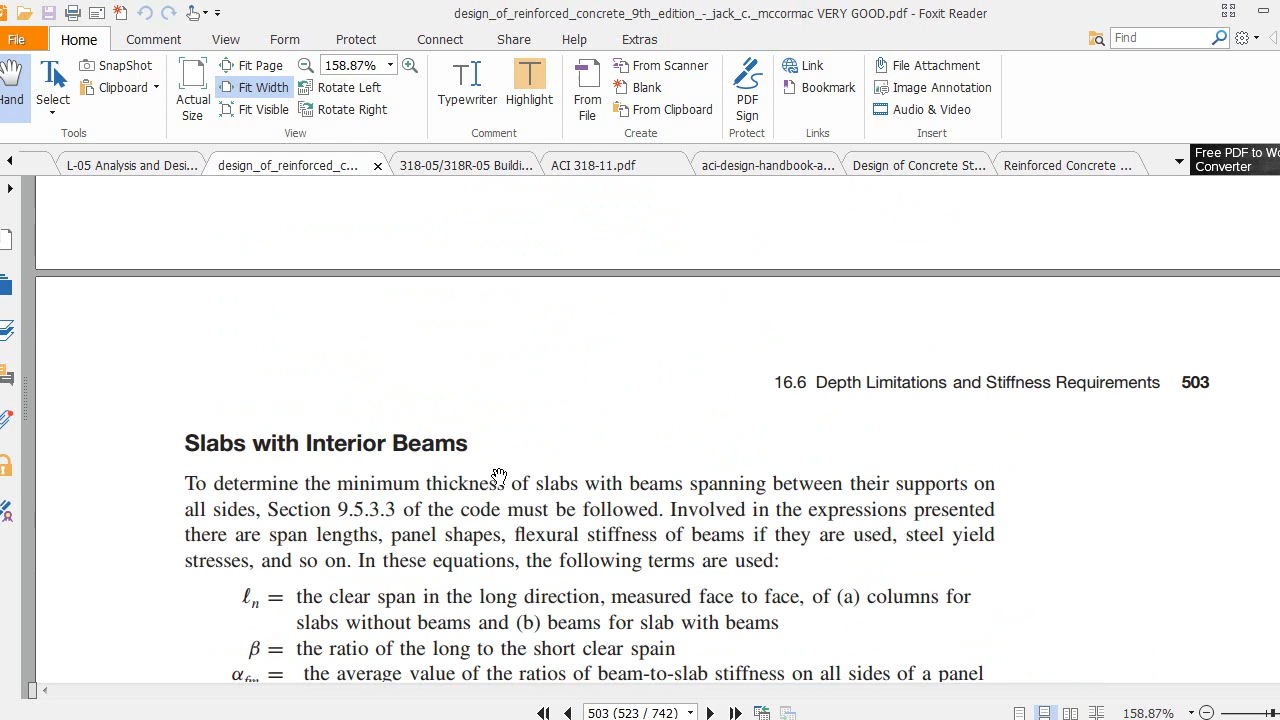 design_of_reinforced_concrete_9th_edition_-_jack_c._mccormac VERY GOOD.pdf - Foxit Reader
File Home Comment View Form Protect Connect Share Help Extras Find
Hand
Select
SnapShot
Clipboard
Tools
Actual Size
Fit Page
Fit Width
Fit Visible
158.87%
Rotate Left
Rotate Right
View
Typewriter
Highlight
Comment
From File
From Scanner
Blank
From Clipboard
Create
PDF Sign
Protect
Link
Bookmark
Links
File Attachment
Image Annotation
Audio & Video
Insert
L-05 Analysis and Desi... design_of_reinforced_c... 318-05/318R-05 Buildi... ACI 318-11.pdf aci-design-handbook-a... Design of Concrete St... Reinforced Concrete ...
Free PDF to Wo
Converter
16.6 Depth Limitations and Stiffness Requirements 503
Slabs with Interior Beams
To determine the minimum thickness of slabs with beams spanning between their supports on
all sides, Section 9.5.3.3 of the code must be followed. Involved in the expressions presented
there are span lengths, panel shapes, flexural stiffness of beams if they are used, steel yield
stresses, and so on. In these equations, the following terms are used:
ℓn = the clear span in the long direction, measured face to face, of (a) columns for
slabs without beams and (b) beams for slab with beams
β = the ratio of the long to the short clear spain
αfm = the average value of the ratios of beam-to-slab stiffness on all sides of a panel
503 (523 / 742) 158.87%